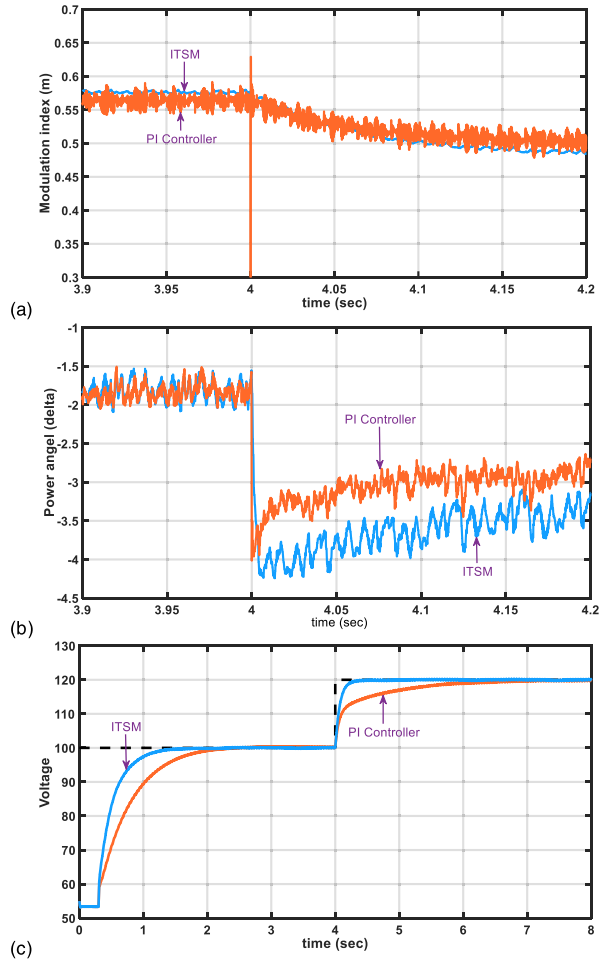 0.7
0.65
0.6
0.55
0.5
0.45
0.4
0.35
0.3
Modulation index (m)
ITSM
PI Controller
3.9 3.95 4 4.05 4.1 4.15 4.2
time (sec)
(a)
-1
-1.5
-2
-2.5
-3
-3.5
-4
-4.5
Power angel (delta)
PI Controller
ITSM
3.9 3.95 4 4.05 4.1 4.15 4.2
time (sec)
(b)
130
120
110
100
90
80
70
60
50
Voltage
ITSM
PI Controller
0 1 2 3 4 5 6 7 8
time (sec)
(c)